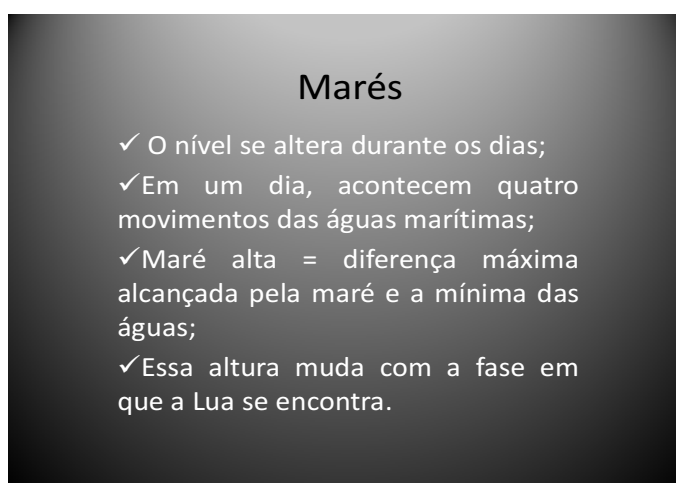 Marés
✓ O nível se altera durante os dias;
✓Em um dia, acontecem quatro
movimentos das águas marítimas;
✓Maré alta = diferença máxima
alcançada pela maré e a mínima das
águas;
✓Essa altura muda com a fase em
que a Lua se encontra.